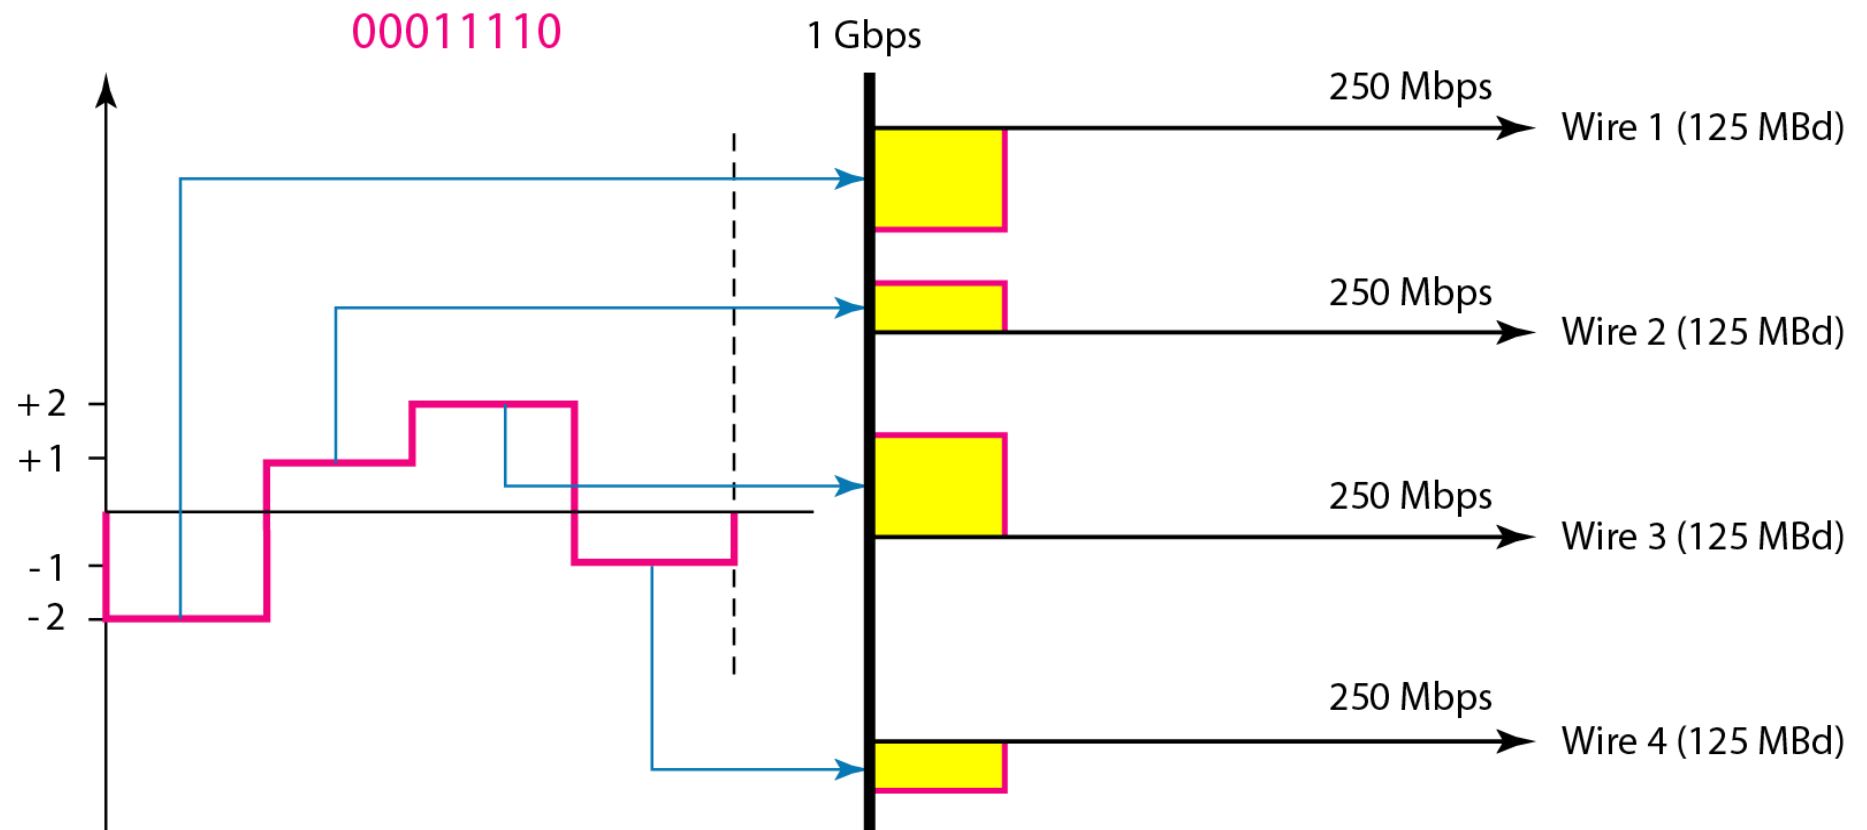 00011110
1 Gbps
250 Mbps
Wire 1 (125 MBd)
250 Mbps
Wire 2 (125 MBd)
+2
+1
250 Mbps
Wire 3 (125 MBd)
-1
-2
250 Mbps
Wire 4 (125 MBd)